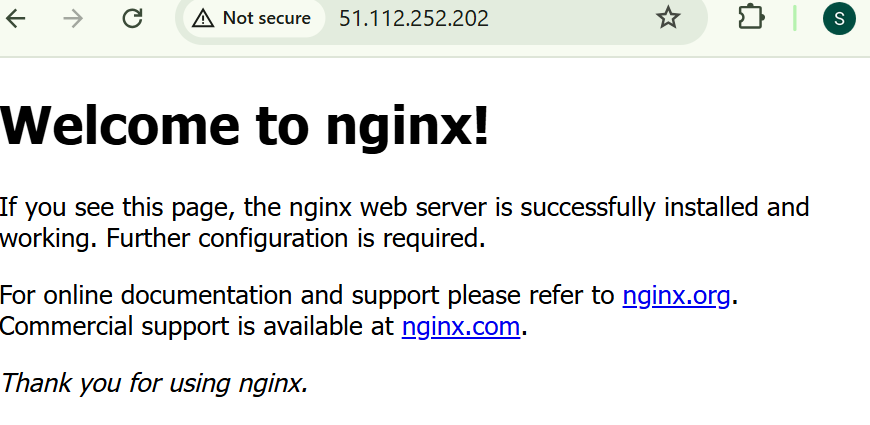 Not secure 51.112.252.202 S
Welcome to nginx!
If you see this page, the nginx web server is successfully installed and
working. Further configuration is required.
For online documentation and support please refer to nginx.org.
Commercial support is available at nginx.com.
Thank you for using nginx.